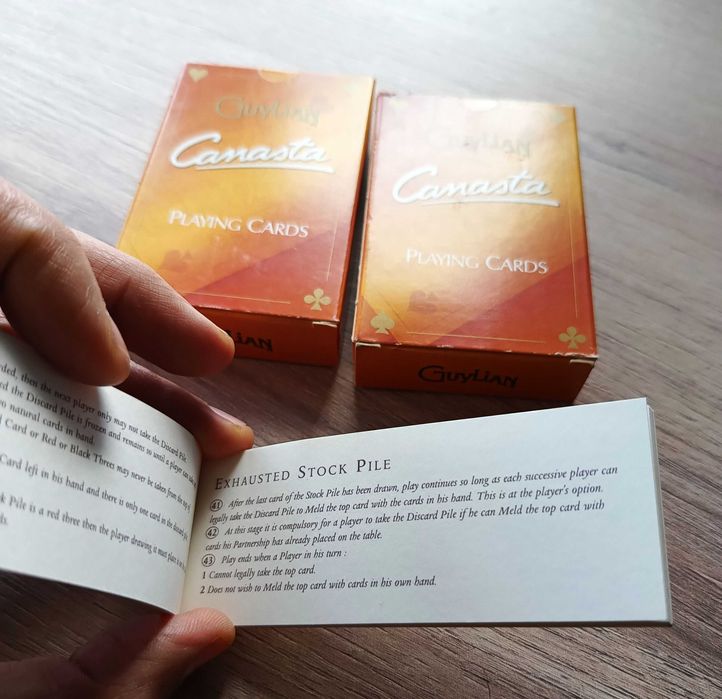 Guylian
Canasta
Playing Cards
Guylian
Guylian
Canasta
Playing Cards
Guylian
rded, then the next player only may not take the Discard Pile.
the Discard Pile is frozen and remains so until a player can
natural cards in hand.
Card or Red or Black Threes may never be taken from the top of
Card left in his hand and there is only one card in the discard pile
Pile is a red three then the player drawing it must place it
Exhausted Stock Pile
41 After the last card of the Stock Pile has been drawn, play continues so long as each successive player can
legally take the Discard Pile to Meld the top card with the cards in his hand. This is at the player's option.
42 At this stage it is compulsory for a player to take the Discard Pile if he can Meld the top card with
cards his Partnership has already placed on the table.
43 Play ends when a Player in his turn :
1 Cannot legally take the top card.
2 Does not wish to Meld the top card with cards in his own hand.